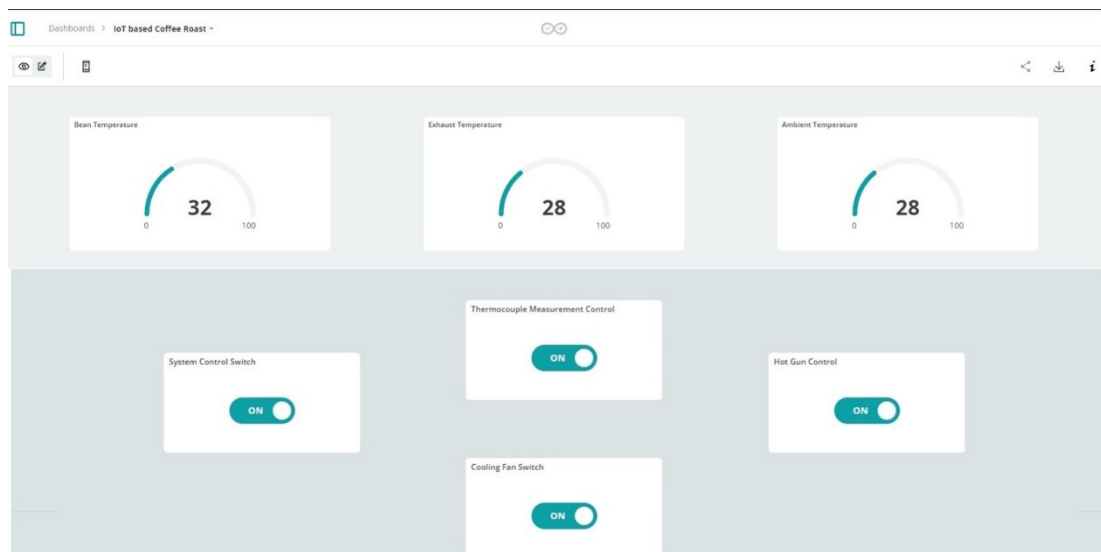 Dashboards > IoT based Coffee Roast
Bean Temperature
32
0 100
Exhaust Temperature
28
0 100
Ambient Temperature
28
0 100
Thermocouple Measurement Control
ON
System Control Switch
ON
Hot Gun Control
ON
Cooling Fan Switch
ON